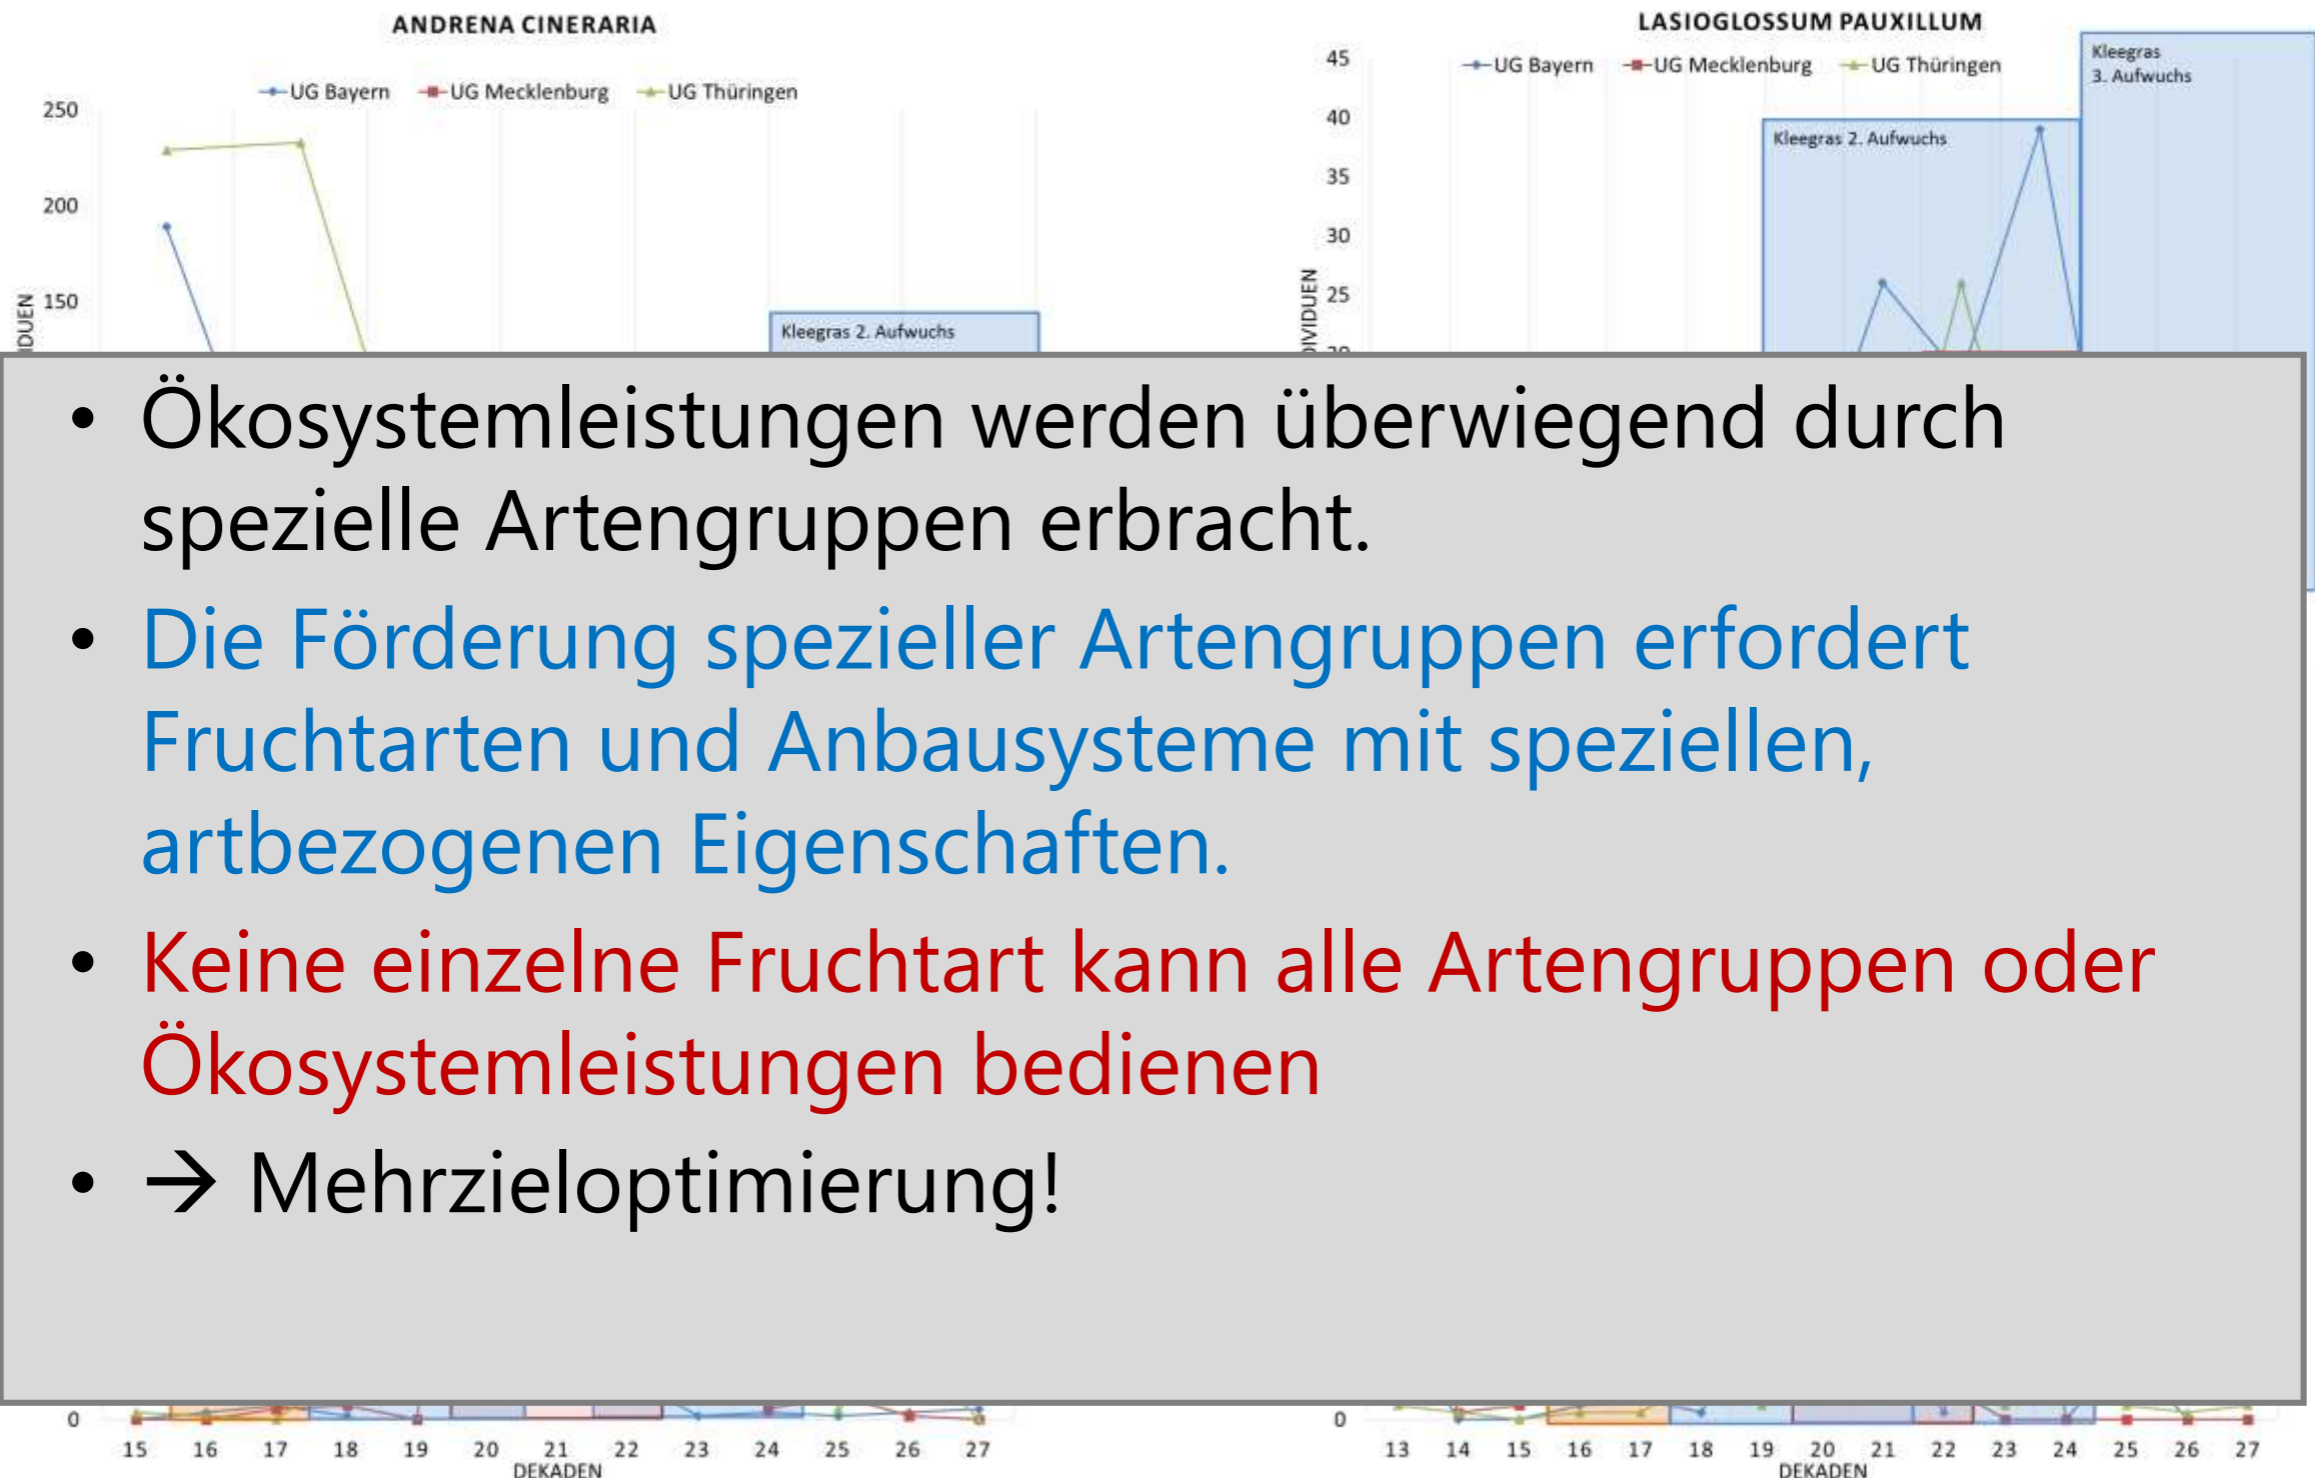 ANDRENA CINERARIA
UG Bayern UG Mecklenburg UG Thüringen
250
200
150
Kleegras 2. Aufwuchs
LASIOGLOSSUM PAUXILLUM
UG Bayern UG Mecklenburg UG Thüringen
45
40
35
30
25
Kleegras 2. Aufwuchs
Kleegras
3. Aufwuchs
• Ökosystemleistungen werden überwiegend durch
spezielle Artengruppen erbracht.
• Die Förderung spezieller Artengruppen erfordert
Fruchtarten und Anbausysteme mit speziellen,
artbezogenen Eigenschaften.
• Keine einzelne Fruchtart kann alle Artengruppen oder
Ökosystemleistungen bedienen
• → Mehrzieloptimierung!
0
15 16 17 18 19 20 21 22 23 24 25 26 27
DEKADEN
0
13 14 15 16 17 18 19 20 21 22 23 24 25 26 27
DEKADEN